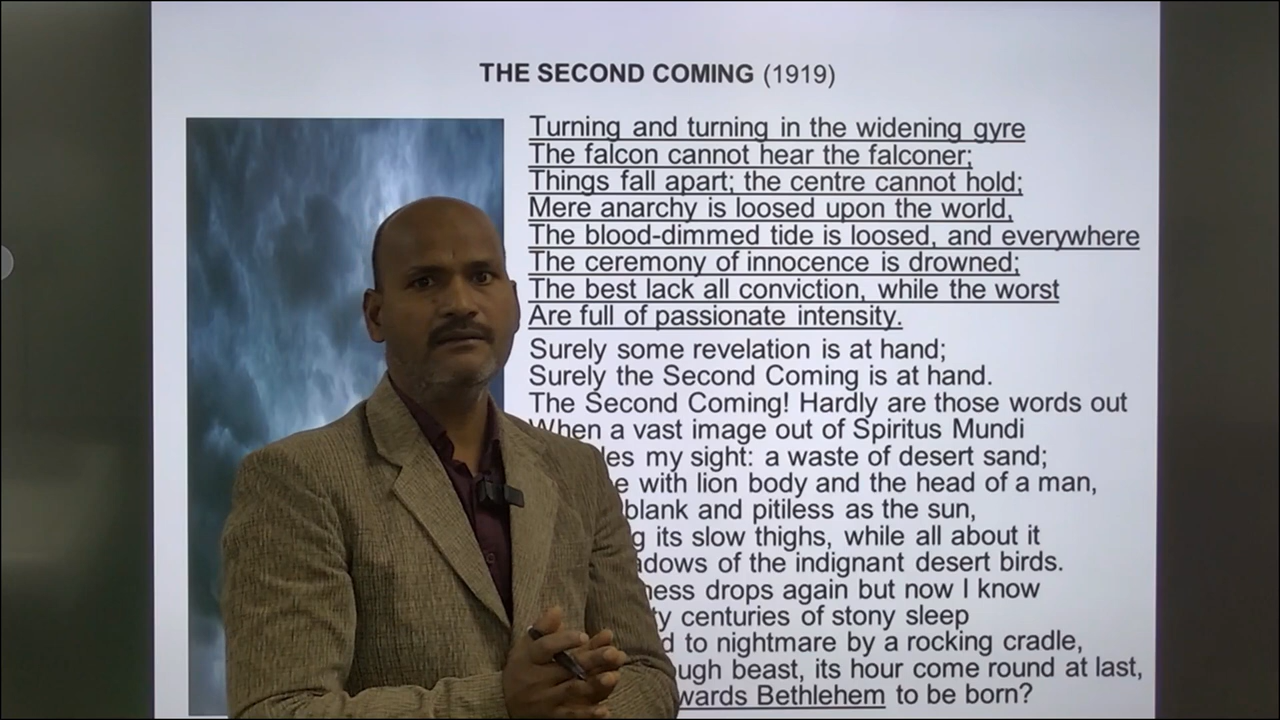 THE SECOND COMING (1919)
Turning and turning in the widening gyre
The falcon cannot hear the falconer;
Things fall apart; the centre cannot hold;
Mere anarchy is loosed upon the world,
The blood-dimmed tide is loosed, and everywhere
The ceremony of innocence is drowned;
The best lack all conviction, while the worst
Are full of passionate intensity.
Surely some revelation is at hand;
Surely the Second Coming is at hand.
The Second Coming! Hardly are those words out
When a vast image out of Spiritus Mundi
my sight: a waste of desert sand;
with lion body and the head of a man,
blank and pitiless as the sun,
its slow thighs, while all about it
of the indignant desert birds.
drops again but now I know
centuries of stony sleep
to nightmare by a rocking cradle,
beast, its hour come round at last,
Bethlehem to be born?